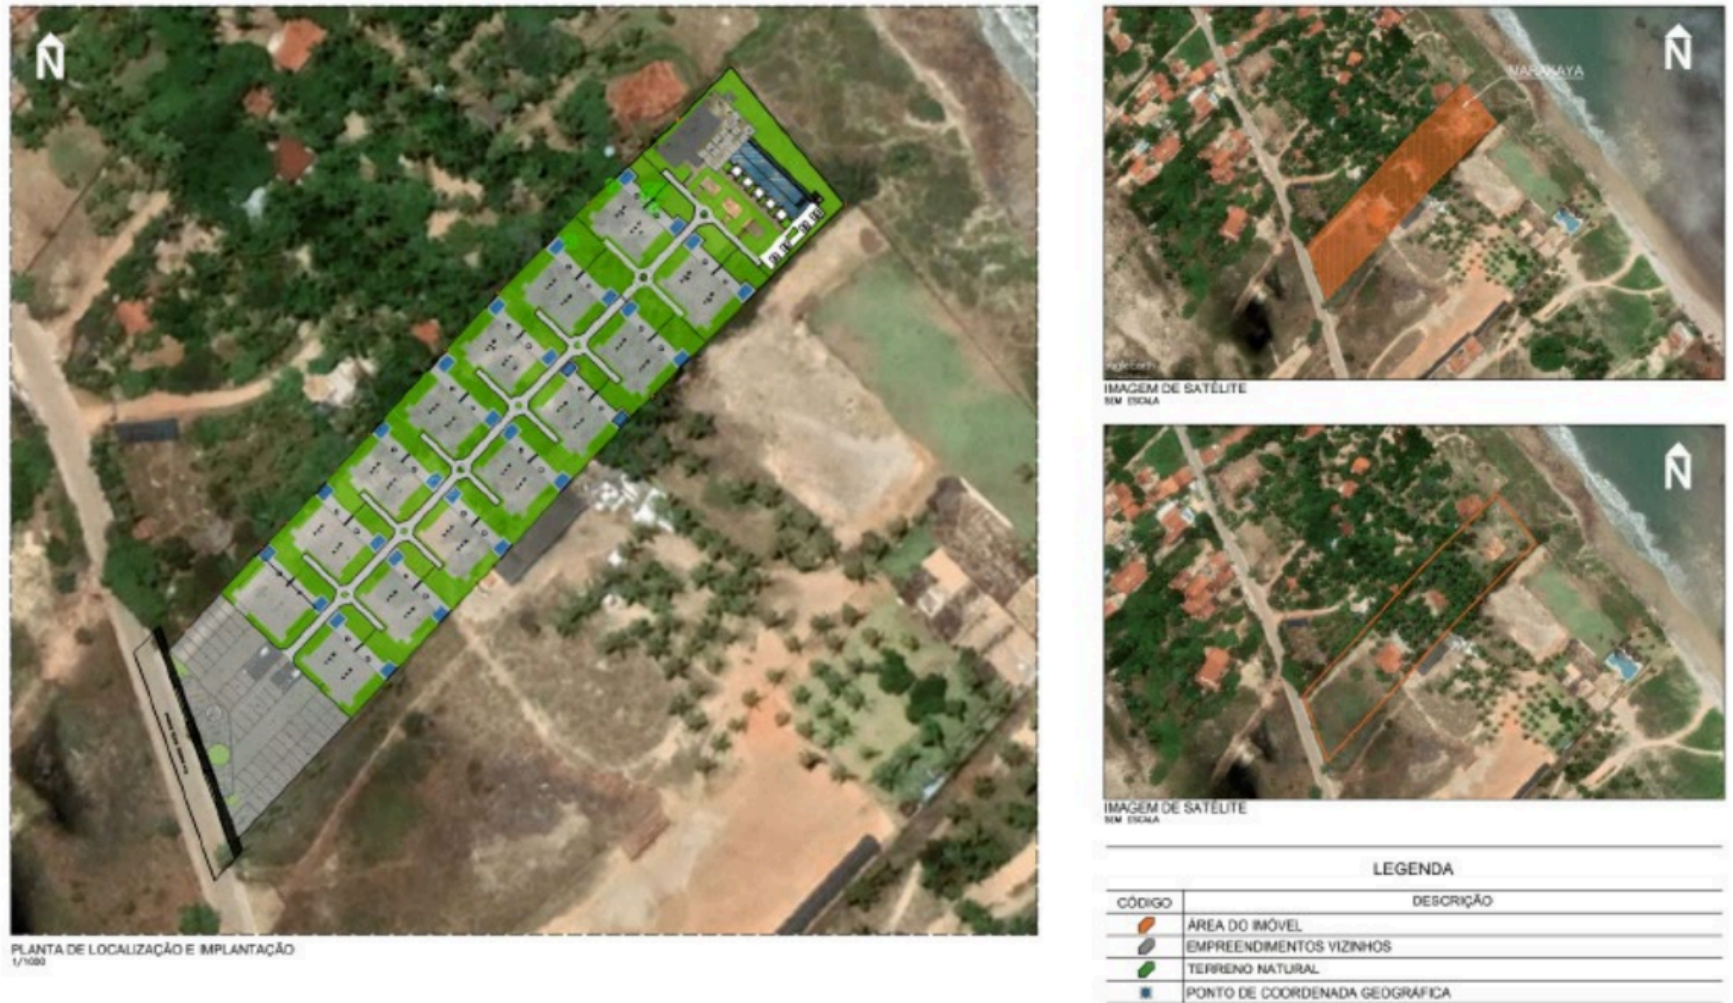 N
PLANTA DE LOCALIZAÇÃO E IMPLANTAÇÃO
1/1000
N
NARAKAYA
IMAGEM DE SATÉLITE
SEM ESCALA
N
IMAGEM DE SATÉLITE
SEM ESCALA
LEGENDA
CÓDIGO DESCRIÇÃO
ÁREA DO IMÓVEL
EMPREENDIMENTOS VIZINHOS
TERRENO NATURAL
PONTO DE COORDENADA GEOGRÁFICA